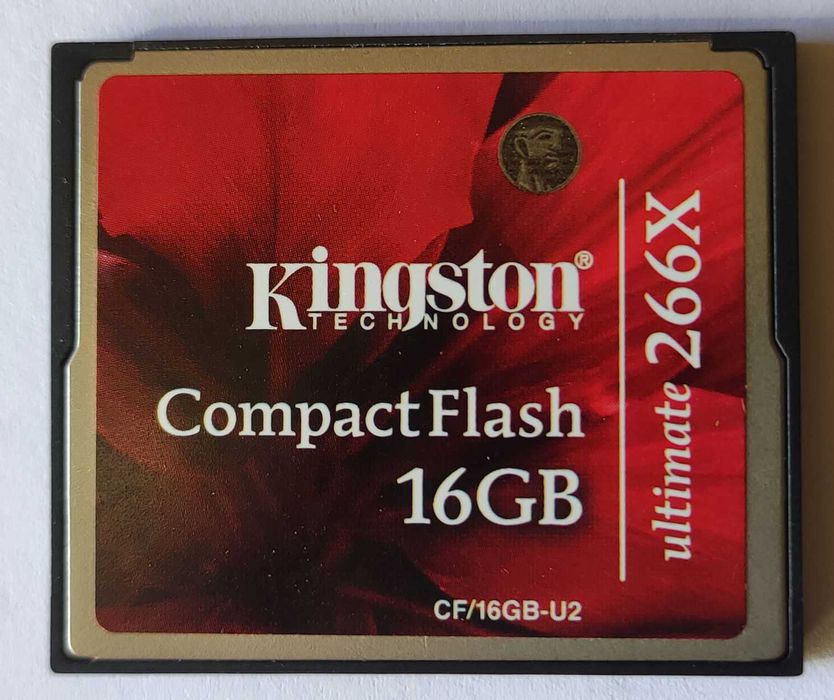 Kingston®
TECHNOLOGY
CompactFlash
16GB
CF/16GB-U2
ultimate 266X